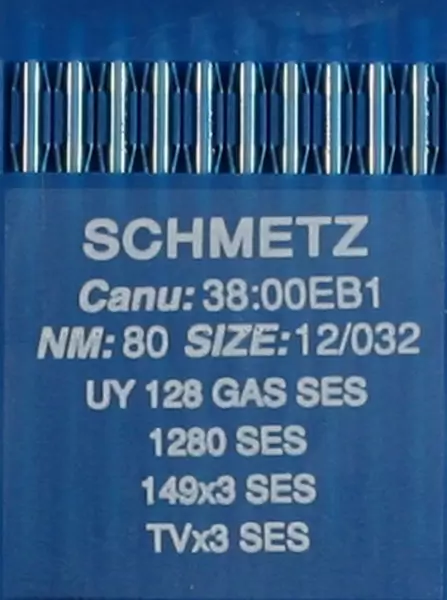 SCHMETZ
Canu: 38:00EB1
NM: 80 SIZE: 12/032
UY 128 GAS SES
1280 SES
149x3 SES
TVx3 SES